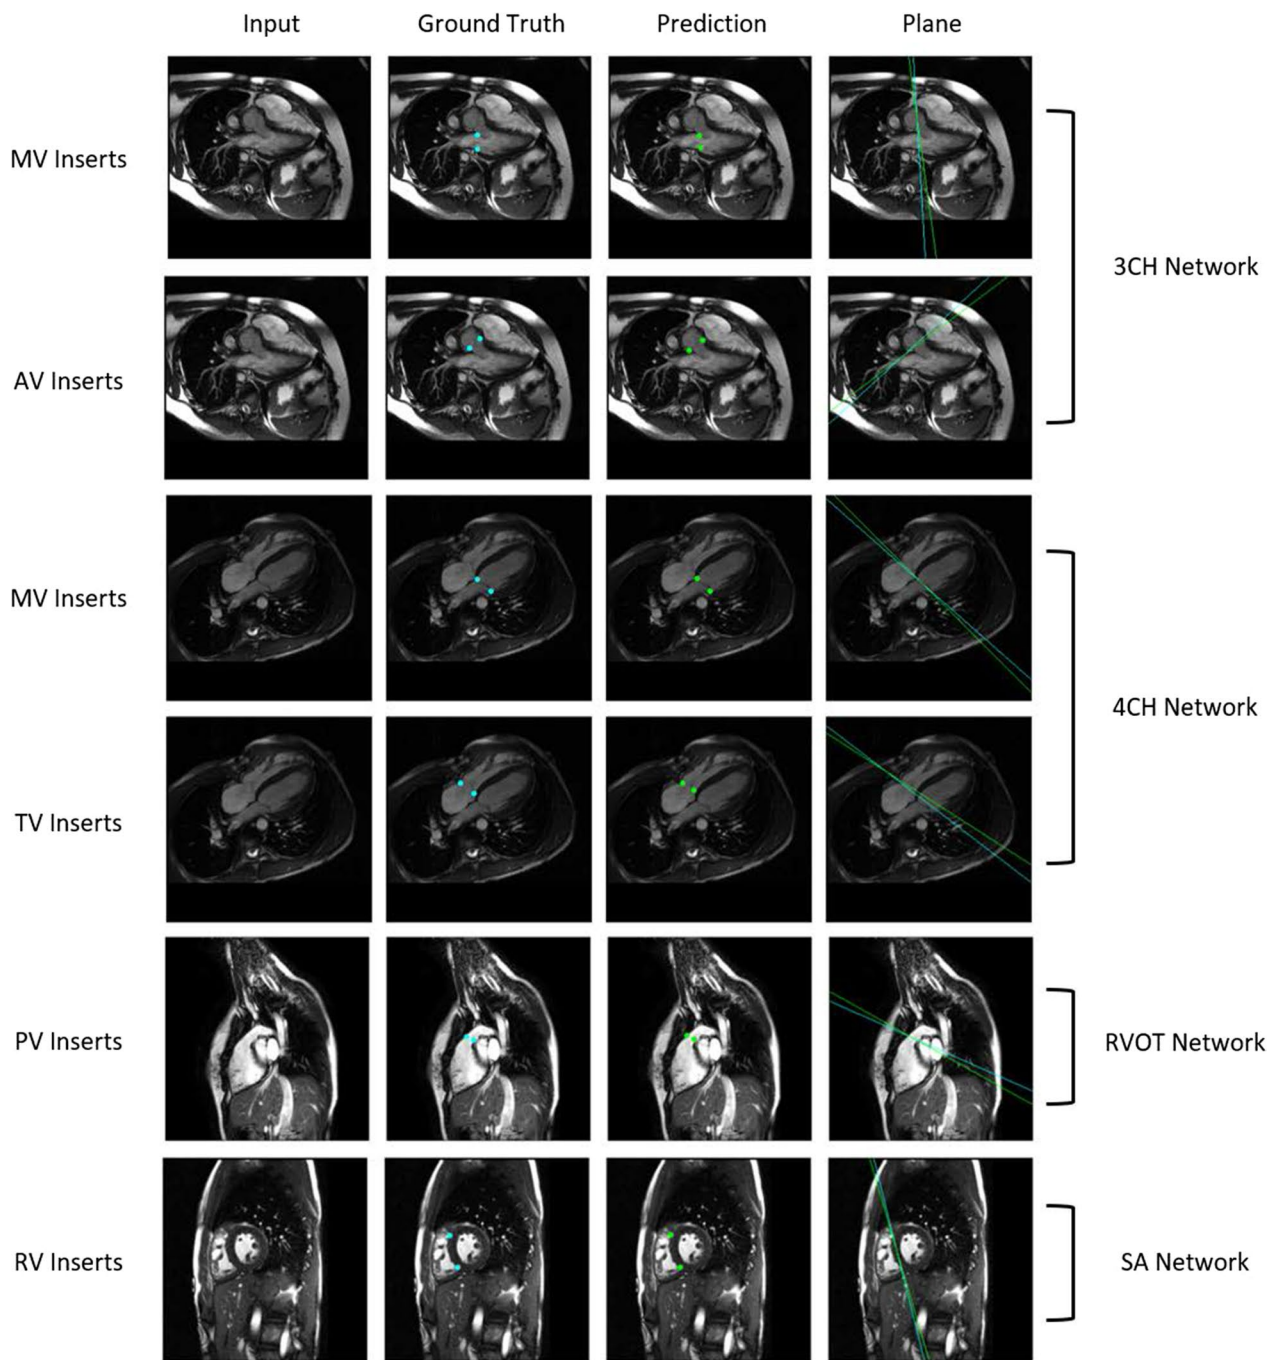 Input Ground Truth Prediction Plane
MV Inserts
3CH Network
AV Inserts
MV Inserts
4CH Network
TV Inserts
PV Inserts
RVOT Network
RV Inserts
SA Network